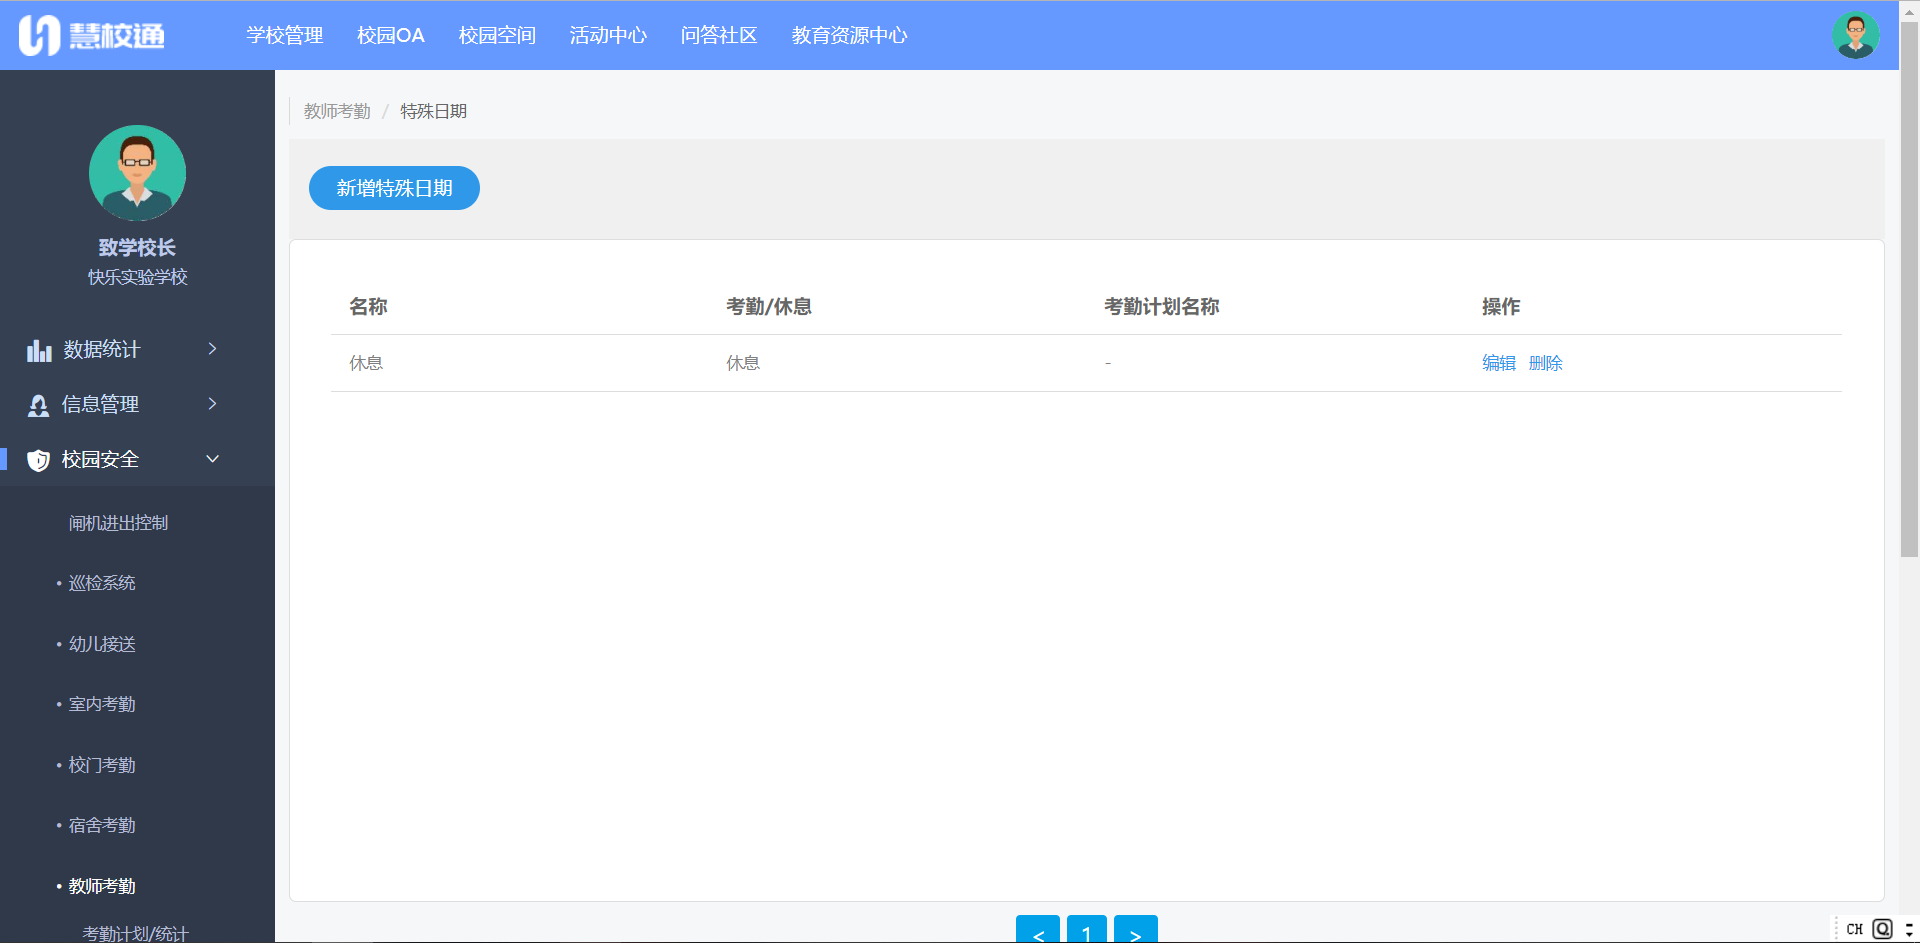 慧校通
学校管理 校园OA 校园空间 活动中心 问答社区 教育资源中心
致学校长
快乐实验学校
数据统计
信息管理
校园安全
闸机进出控制
• 巡检系统
• 幼儿接送
• 室内考勤
• 校门考勤
• 宿舍考勤
• 教师考勤
考勤计划/统计
教师考勤 / 特殊日期
新增特殊日期
名称 考勤/休息 考勤计划名称 操作
休息 休息 - 编辑 删除
< 1 >
CH